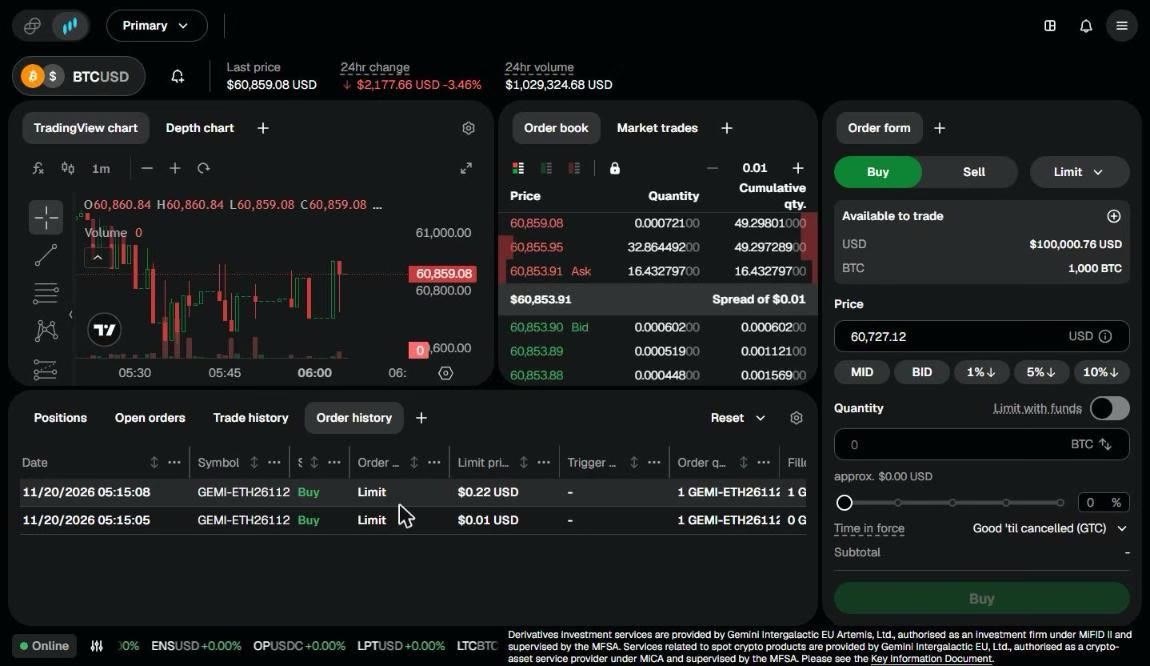 Primary
BTCUSD
Last price
$60,859.08 USD
24hr change
↓ $2,177.66 USD -3.46%
24hr volume
$1,029,324.68 USD
TradingView chart
Depth chart
1m
O60,860.84 H60,860.84 L60,859.08 C60,859.08 ...
Volume 0
61,000.00
60,859.08
60,800.00
0
,600.00
05:30
05:45
06:00
06:
Order book
Market trades
0.01
Price
Quantity
Cumulative qty.
60,859.08 0.00072100 49.29801000
60,855.95 32.86449200 49.29728900
60,853.91 Ask 16.43279700 16.43279700
$60,853.91 Spread of $0.01
60,853.90 Bid 0.00060200 0.00060200
60,853.89 0.00051900 0.00112100
60,853.88 0.00044800 0.00156900
Order form
Buy
Sell
Limit
Available to trade
USD $100,000.76 USD
BTC 1,000 BTC
Price
60,727.12 USD
MID BID 1%↓ 5%↓ 10%↓
Quantity Limit with funds
0 BTC
approx. $0.00 USD
0 %
Time in force Good 'til cancelled (GTC)
Subtotal -
Buy
Positions
Open orders
Trade history
Order history
Reset
Date Symbol S Order ... Limit pri... Trigger ... Order q... Fille
11/20/2026 05:15:08 GEMI-ETH26112 Buy Limit $0.22 USD - 1 GEMI-ETH26112 1 G
11/20/2026 05:15:05 GEMI-ETH26112 Buy Limit $0.01 USD - 1 GEMI-ETH26112 0 G
Online
0% ENSUSD +0.00% OPUSDC +0.00% LPTUSD +0.00% LTCBTC
Derivatives investment services are provided by Gemini Intergalactic EU Artemis, Ltd., authorised as an investment firm under MiFID II and
supervised by the MFSA. Services related to spot crypto products are provided by Gemini Intergalactic EU, Ltd., authorised as a crypto-
asset service provider under MiCA and supervised by the MFSA. Please see the Key Information Document.